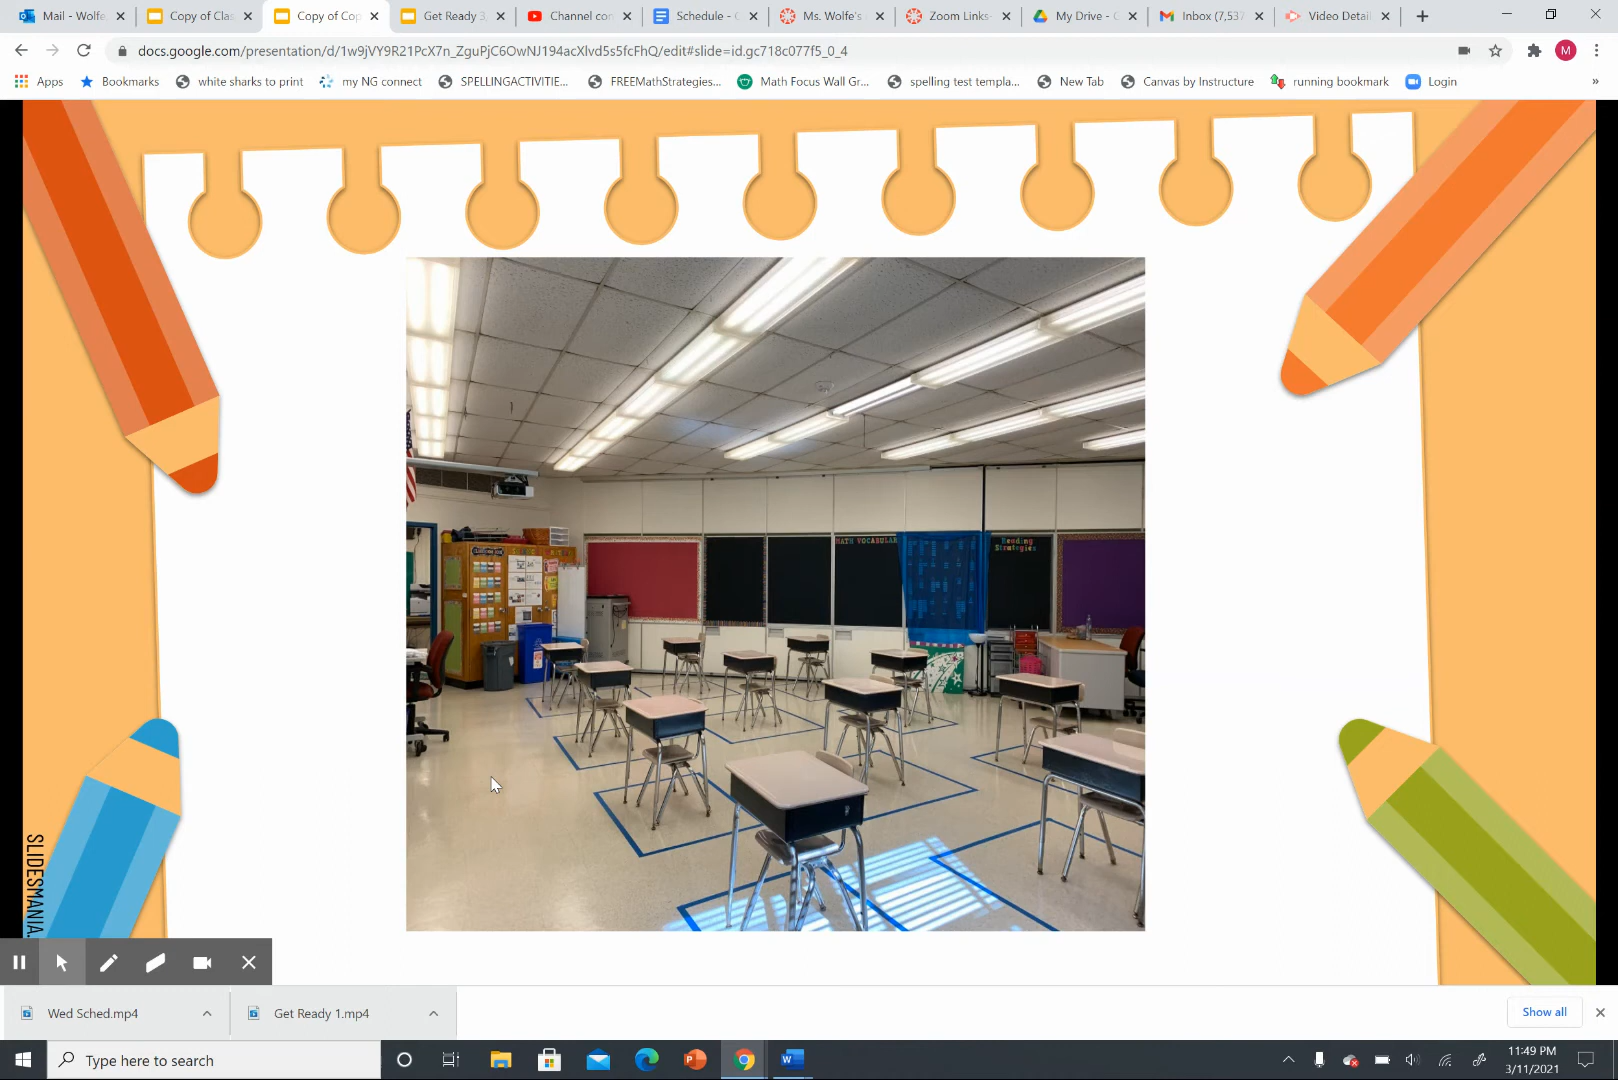 Mail - Wolfe
Copy of Clas
Copy of Cop
Get Ready 3.
Channel con
Schedule - C
Ms. Wolfe's
Zoom Links-
My Drive - G
Inbox (7,537
Video Detail
docs.google.com/presentation/d/1w9jVY9R21PcX7n_ZguPjC6OwNJ194acXlvd5s5fcFhQ/edit#slide=id.gc718c077f5_0_4
M
Apps
Bookmarks
white sharks to print
my NG connect
SPELLINGACTIVITIE...
FREEMathStrategies...
Math Focus Wall Gr...
spelling test templa...
New Tab
Canvas by Instructure
running bookmark
Login
»
MATH VOCABULAR
Reading
Strategies
SLIDESMANIA.
Wed Sched.mp4
Get Ready 1.mp4
Show all
Type here to search
11:49 PM
3/11/2021